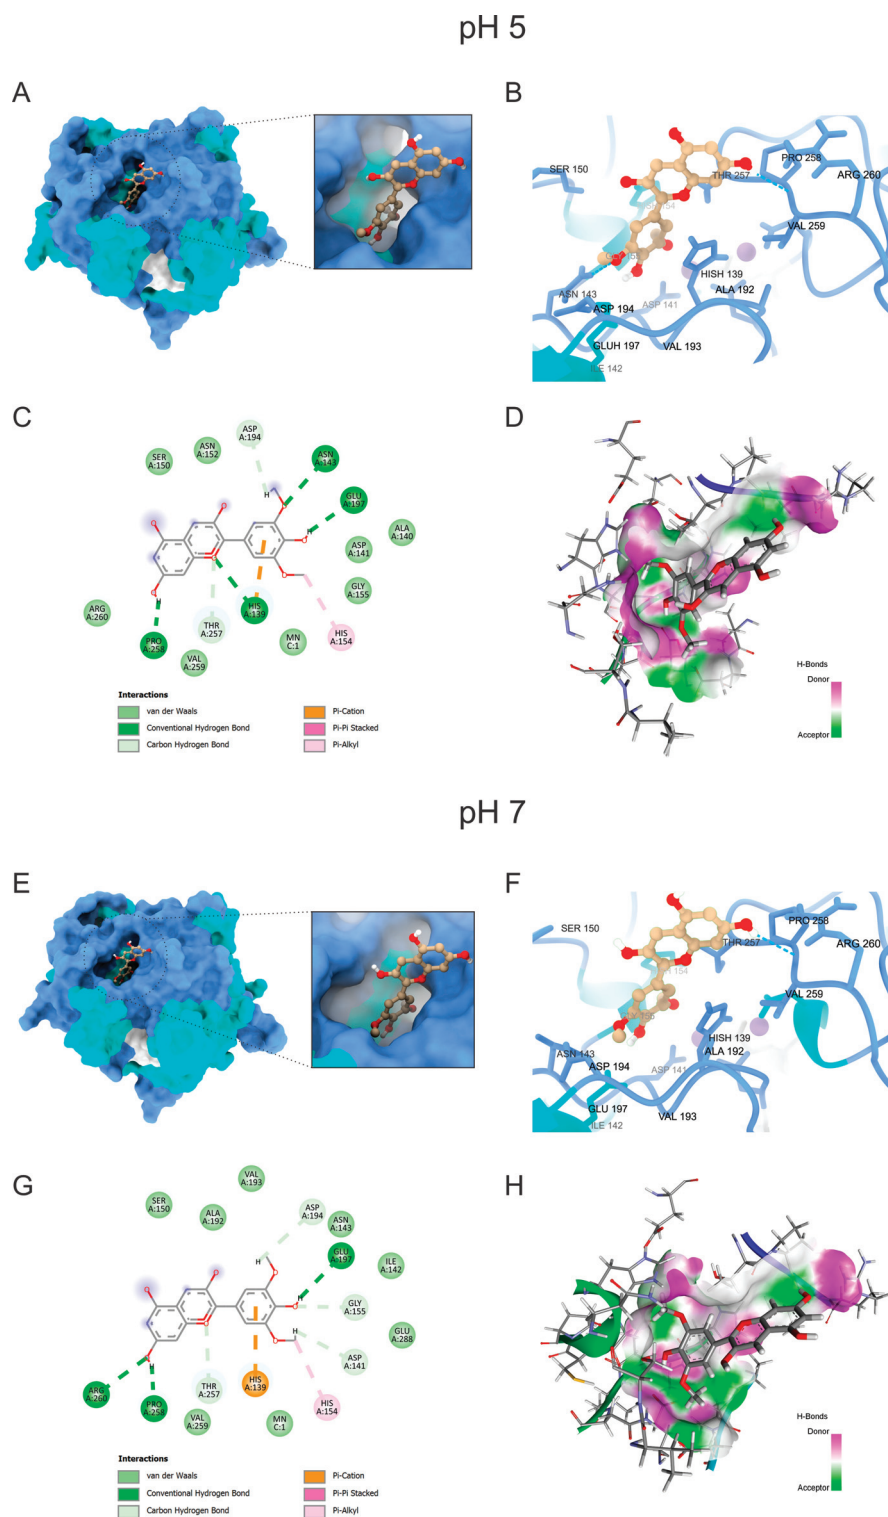 pH 5
A
B
SER 150
PRO 258
THR 257
ARG 260
VAL 259
HISH 139
ASN 143
ALA 192
ASP 194
ASP 141
GLUH 197
VAL 193
ILE 142
C
D
ASP
A:194
SER
A:150
ASN
A:152
ASN
A:143
GLU
A:197
ALA
A:140
ASP
A:141
GLY
A:155
ARG
A:260
HIS
A:139
THR
A:257
PRO
A:258
VAL
A:259
MN
C:1
HIS
A:154
H
H
H
Interactions
van der Waals
Conventional Hydrogen Bond
Carbon Hydrogen Bond
Pi-Cation
Pi-Pi Stacked
Pi-Alkyl
H-Bonds
Donor
Acceptor
pH 7
E
F
SER 150
PRO 258
THR 257
ARG 260
154
VAL 259
HISH 139
ASN 143
ALA 192
ASP 194
ASP 141
GLU 197
VAL 193
ILE 142
G
H
VAL
A:193
SER
A:150
ALA
A:192
ASP
A:194
ASN
A:143
GLU
A:197
ILE
A:142
GLY
A:155
GLU
A:288
ASP
A:141
ARG
A:260
PRO
A:258
THR
A:257
HIS
A:139
VAL
A:259
MN
C:1
HIS
A:154
H
H
H
H
Interactions
van der Waals
Conventional Hydrogen Bond
Carbon Hydrogen Bond
Pi-Cation
Pi-Pi Stacked
Pi-Alkyl
H-Bonds
Donor
Acceptor